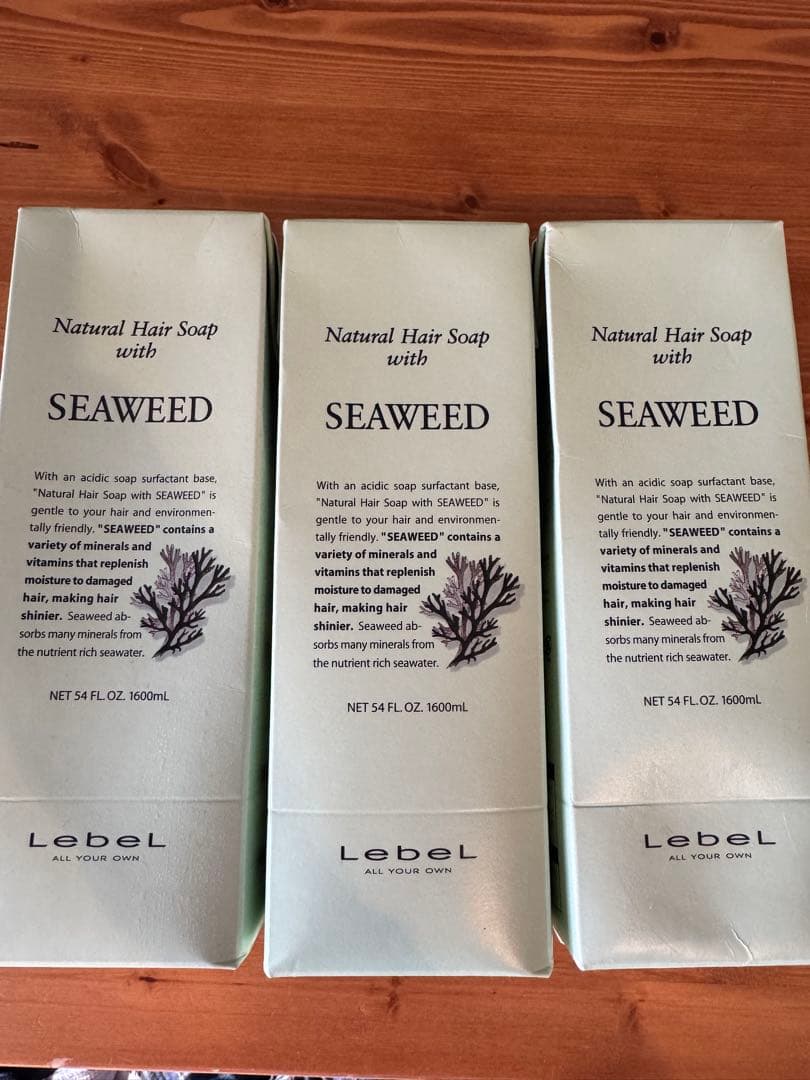 Natural Hair Soap
with
SEAWEED
With an acidic soap surfactant base,
"Natural Hair Soap with SEAWEED" is
gentle to your hair and environmen-
tally friendly. "SEAWEED" contains a
variety of minerals and
vitamins that replenish
moisture to damaged
hair, making hair
shinier. Seaweed ab-
sorbs many minerals from
the nutrient rich seawater.
NET 54 FL.OZ. 1600mL
LebeL
ALL YOUR OWN
Natural Hair Soap
with
SEAWEED
With an acidic soap surfactant base,
"Natural Hair Soap with SEAWEED" is
gentle to your hair and environmen-
tally friendly. "SEAWEED" contains a
variety of minerals and
vitamins that replenish
moisture to damaged
hair, making hair
shinier. Seaweed ab-
sorbs many minerals from
the nutrient rich seawater.
NET 54 FL.OZ. 1600mL
LebeL
ALL YOUR OWN
Natural Hair Soap
with
SEAWEED
With an acidic soap surfactant base,
"Natural Hair Soap with SEAWEED" is
gentle to your hair and environmen-
tally friendly. "SEAWEED" contains a
variety of minerals and
vitamins that replenish
moisture to damaged
hair, making hair
shinier. Seaweed ab-
sorbs many minerals from
the nutrient rich seawater.
NET 54 FL.OZ. 1600mL
LebeL
ALL YOUR OWN